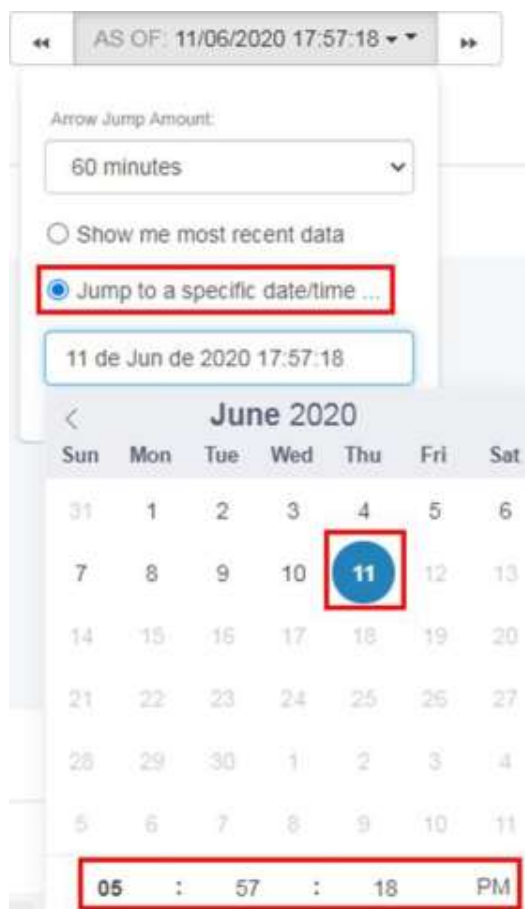 AS OF: 11/06/2020 17:57:18
Arrow Jump Amount:
60 minutes
Show me most recent data
Jump to a specific date/time ...
11 de Jun de 2020 17:57:18
June 2020
Sun Mon Tue Wed Thu Fri Sat
31 1 2 3 4 5 6
7 8 9 10 11 12 13
14 15 16 17 18 19 20
21 22 23 24 25 26 27
28 29 30 1 2 3 4
5 6 7 8 9 10 11
05 : 57 : 18 PM